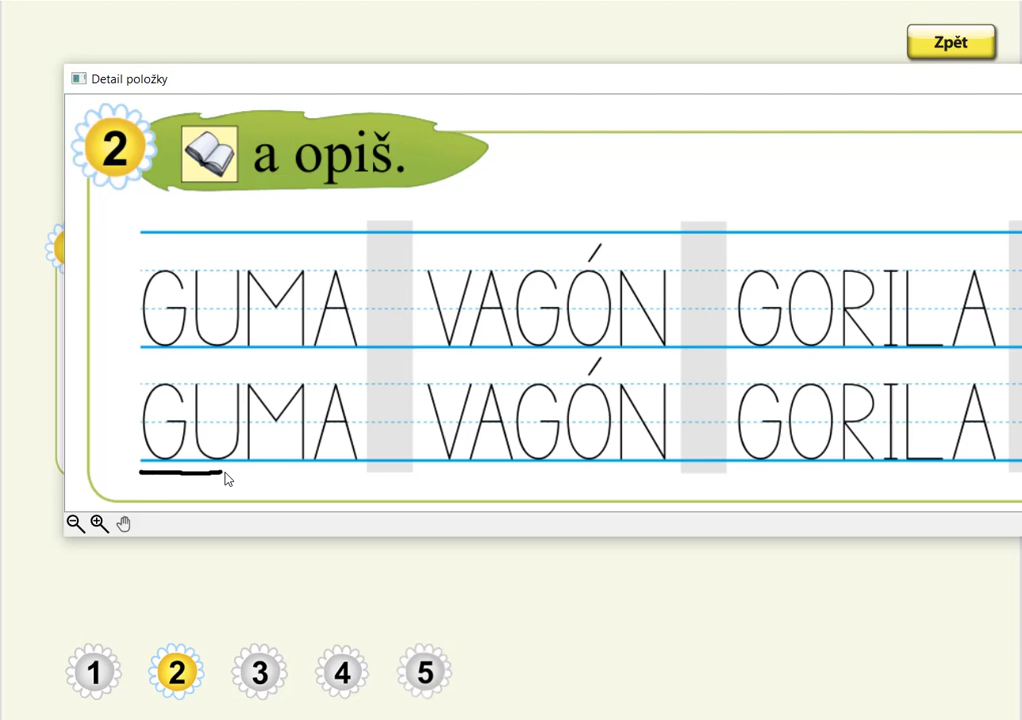 Zpět
Detail položky
2 a opiš.
GUMA VAGÓN GORILA
GUMA VAGÓN GORILA
1 2 3 4 5